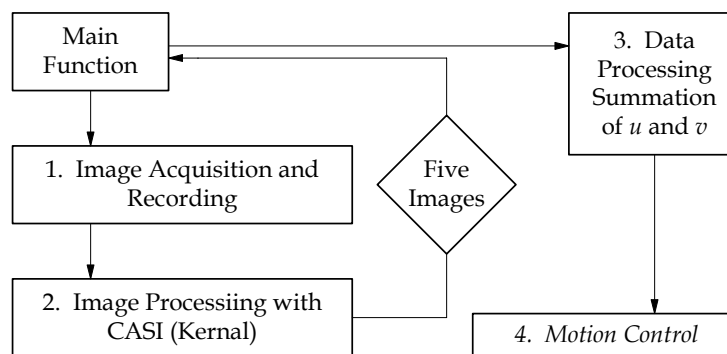 Main
Function
1. Image Acquisition and
Recording
2. Image Processiing with
CASI (Kernal)
Five
Images
3. Data
Processing
Summation
of u and v
4. Motion Control